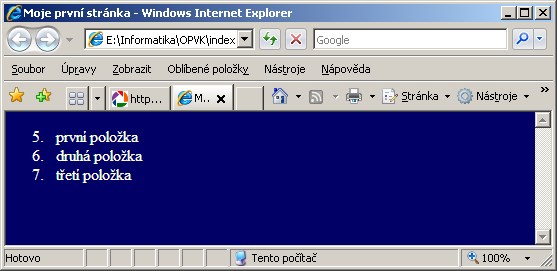 Moje první stránka - Windows Internet Explorer
E:\Informatika\OPVK\index
Google
Soubor Úpravy Zobrazit Oblíbené položky Nástroje Nápověda
http... M... Stránka Nástroje »
5. první položka
6. druhá položka
7. třetí položka
Hotovo Tento počítač 100%